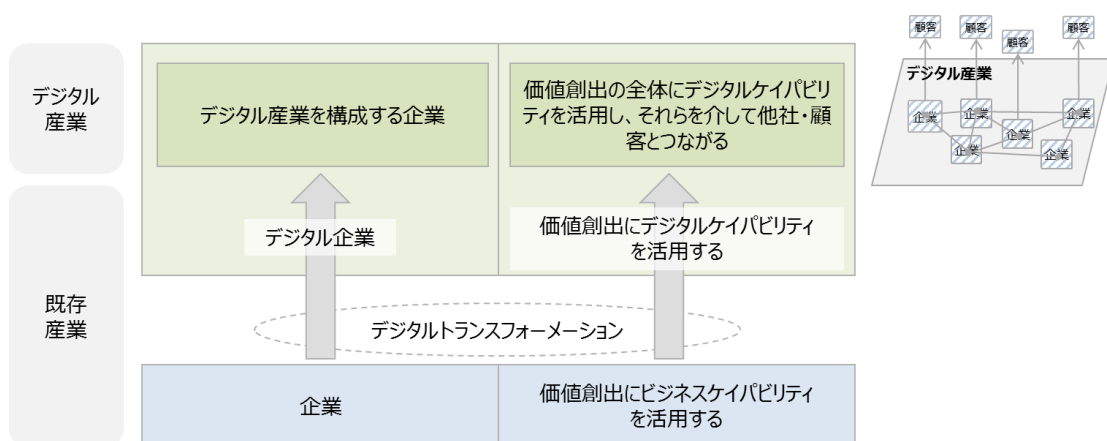 デジタル
産業
デジタル産業を構成する企業
価値創出の全体にデジタルケイパビリ
ティを活用し、それらを介して他社・顧
客とつながる
デジタル企業
価値創出にデジタルケイパビリティ
を活用する
既存
産業
デジタルトランスフォーメーション
企業
価値創出にビジネスケイパビリティ
を活用する
顧客
顧客
顧客
顧客
デジタル産業
企業
企業
企業
企業
企業
企業